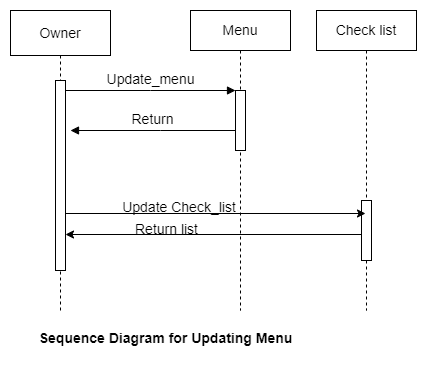 Owner
Menu
Check list
Update_menu
Return
Update Check_list
Return list
Sequence Diagram for Updating Menu